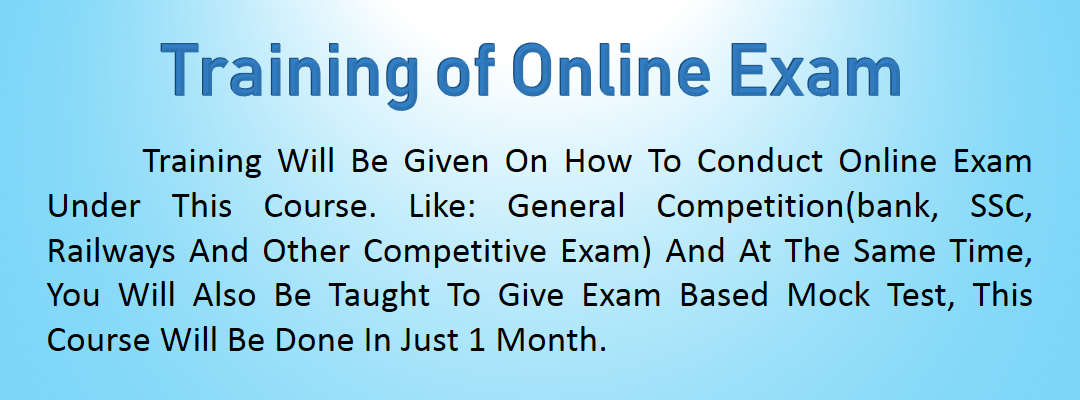 Training of Online Exam
Training Will Be Given On How To Conduct Online Exam
Under This Course. Like: General Competition(bank, SSC,
Railways And Other Competitive Exam) And At The Same Time,
You Will Also Be Taught To Give Exam Based Mock Test, This
Course Will Be Done In Just 1 Month.